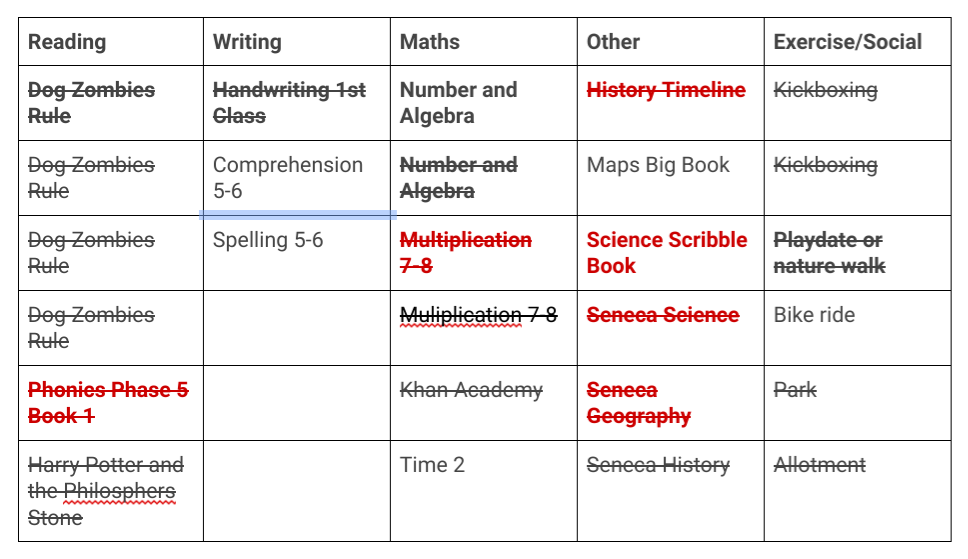 Reading
Writing
Maths
Other
Exercise/Social
Dog Zombies
Rule
Handwriting 1st
Class
Number and
Algebra
History Timeline
Kickboxing
Dog Zombies
Rule
Comprehension
5-6
Number and
Algebra
Maps Big Book
Kickboxing
Dog Zombies
Rule
Spelling 5-6
Multiplication
7-8
Science Scribble
Book
Playdate or
nature walk
Dog Zombies
Rule
Muliplication 7-8
Seneca Science
Bike ride
Phonics Phase 5
Book 1
Khan Academy
Seneca
Geography
Park
Harry Potter and
the Philosphers
Stone
Time 2
Seneca History
Allotment